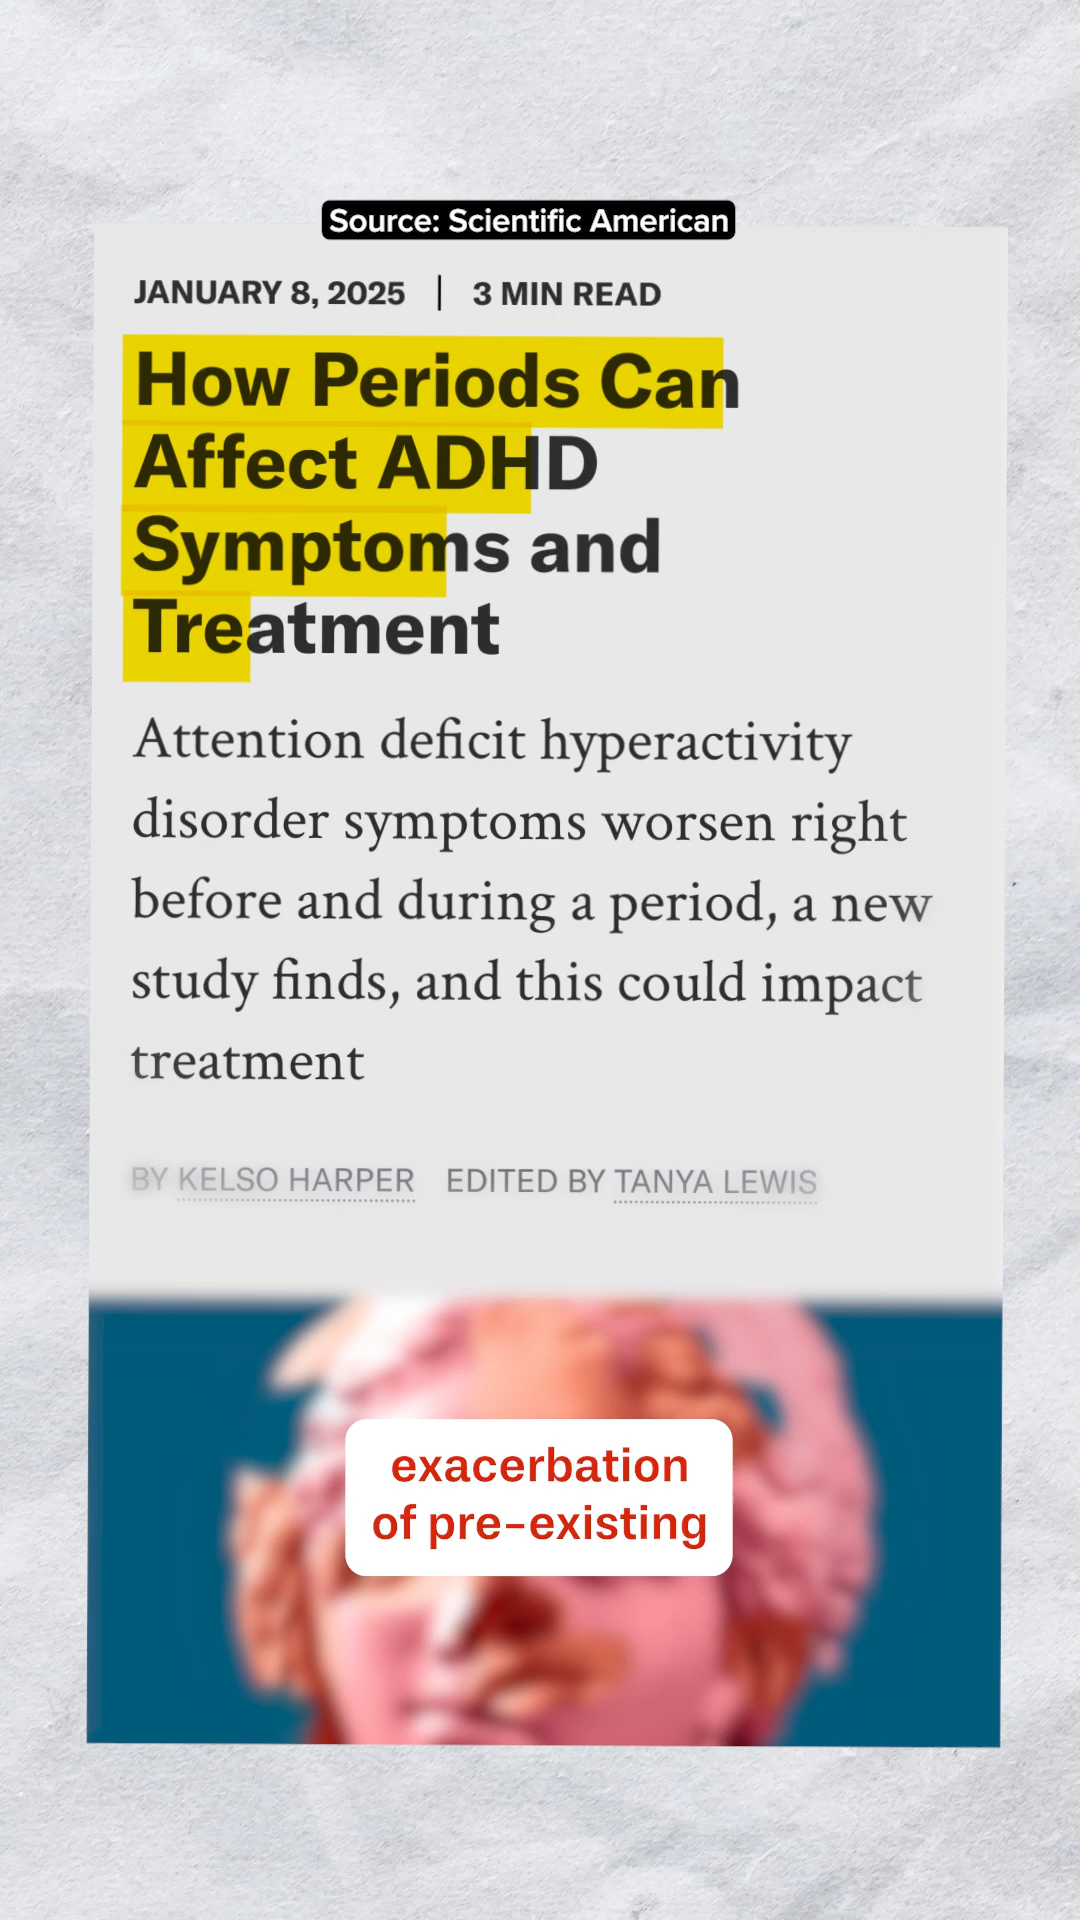 Source: Scientific American
JANUARY 8, 2025 | 3 MIN READ
How Periods Can
Affect ADHD
Symptoms and
Treatment
Attention deficit hyperactivity
disorder symptoms worsen right
before and during a period, a new
study finds, and this could impact
treatment
BY KELSO HARPER EDITED BY TANYA LEWIS
exacerbation
of pre-existing